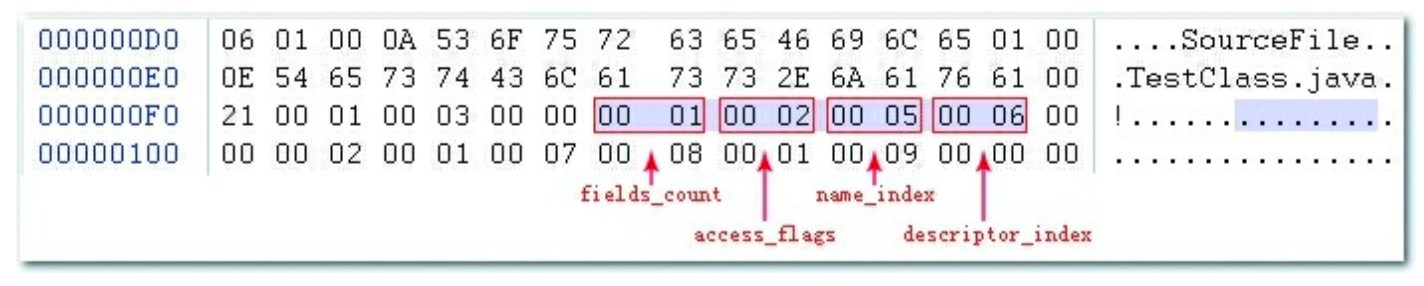 000000D0 06 01 00 0A 53 6F 75 72 63 65 46 69 6C 65 01 00 ....SourceFile..
000000E0 0E 54 65 73 74 43 6C 61 73 73 2E 6A 61 76 61 00 .TestClass.java.
000000F0 21 00 01 00 03 00 00 00 01 00 02 00 05 00 06 00 !...............
00000100 00 00 02 00 01 00 07 00 08 00 01 00 09 00 00 00 ................
fields_count name_index
access_flags descriptor_index